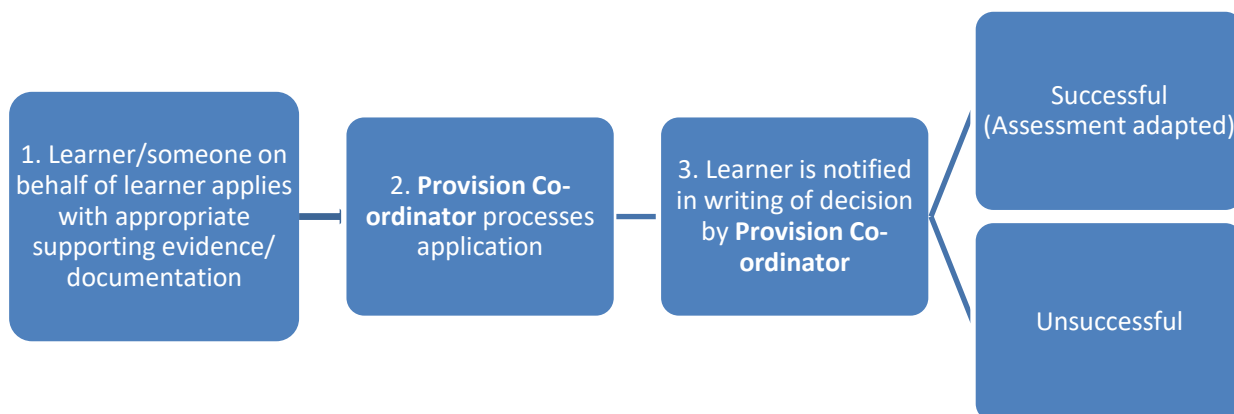 1. Learner/someone on
behalf of learner applies
with appropriate
supporting evidence/
documentation
2. Provision Co-
ordinator processes
application
3. Learner is notified
in writing of decision
by Provision Co-
ordinator
Successful
(Assessment adapted)
Unsuccessful